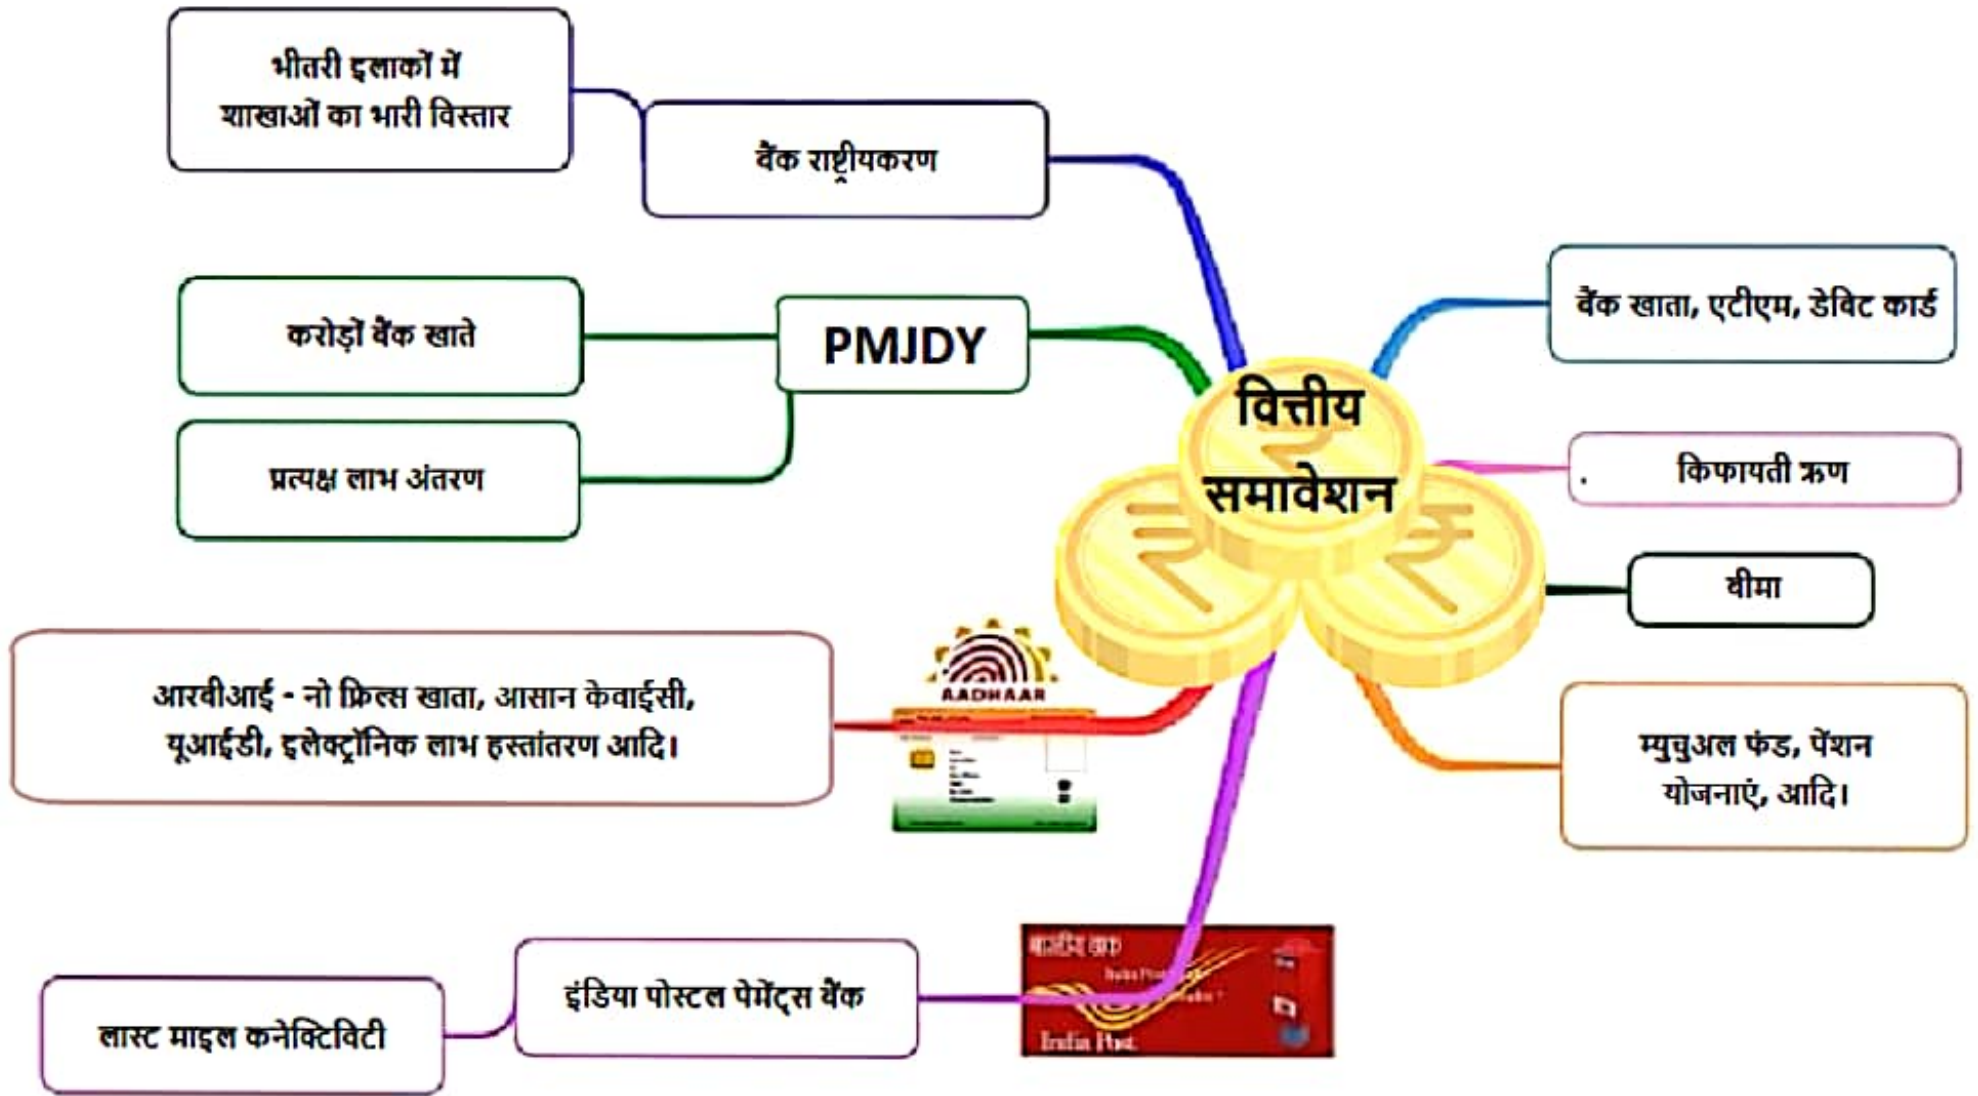 भीतरी इलाकों में
शाखाओं का भारी विस्तार
बैंक राष्ट्रीयकरण
करोड़ों बैंक खाते
PMJDY
प्रत्यक्ष लाभ अंतरण
वित्तीय
समावेशन
बैंक खाता, एटीएम, डेबिट कार्ड
किफायती ऋण
बीमा
म्युचुअल फंड, पेंशन
योजनाएं, आदि।
आरबीआई - नो फ्रिल्स खाता, आसान केवाईसी,
यूआईडी, इलेक्ट्रॉनिक लाभ हस्तांतरण आदि।
AADHAAR
इंडिया पोस्टल पेमेंट्स बैंक
लास्ट माइल कनेक्टिविटी
India Post